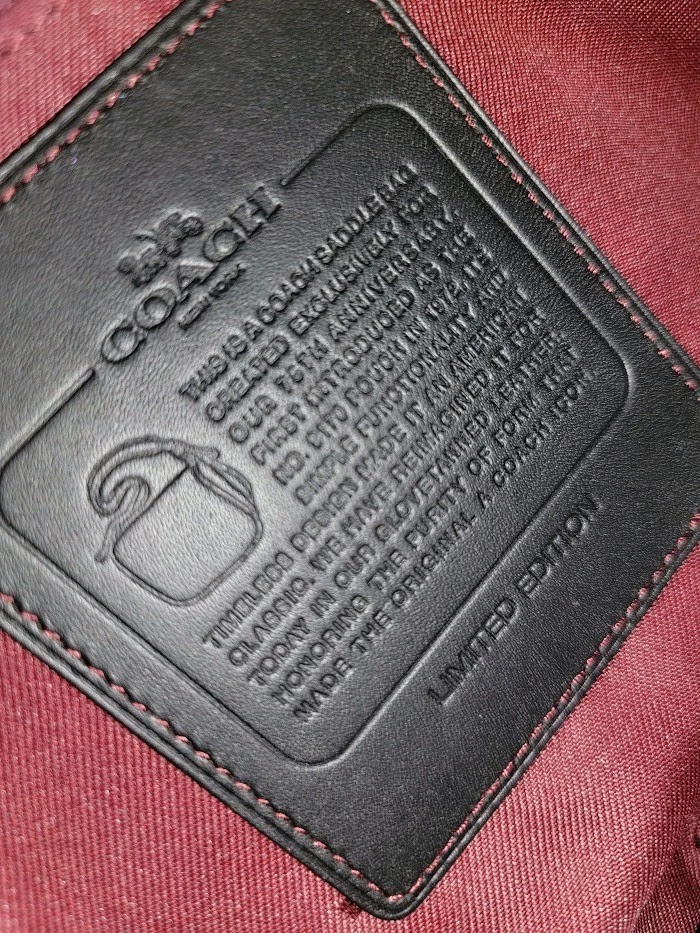 COACH
NEW YORK
THIS IS A COACH SADDLE BAG
CREATED EXCLUSIVELY FOR
OUR 75TH ANNIVERSARY.
FIRST INTRODUCED AS THE
NO. 9170 POUCH IN 1972, ITS
SIMPLE FUNCTIONALITY AND
TIMELESS DESIGN MADE IT AN AMERICAN
CLASSIC. WE HAVE REIMAGINED IT FOR
TODAY IN OUR GLOVETANNED LEATHER,
HONORING THE PURITY OF FORM THAT
MADE THE ORIGINAL A COACH ICON.
LIMITED EDITION